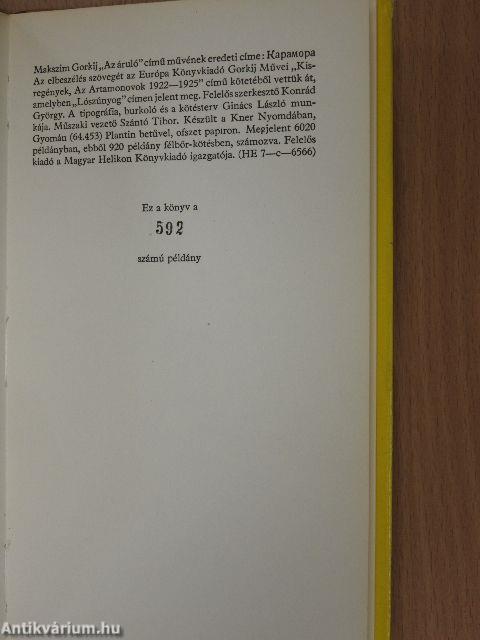 Makszim Gorkij „Az áruló” című művének eredeti címe: Карамора
Az elbeszélés szövegét az Európa Könyvkiadó Gorkij Művei „Kis-
regények, Az Artamonovok 1922—1925” című kötetéből vettük át,
amelyben „Lószúnyog” címen jelent meg. Felelős szerkesztő Konrád
György. A tipográfia, burkoló és a kötésterv Ginács László mun-
kája. Műszaki vezető Szántó Tibor. Készült a Kner Nyomdában,
Gyomán (64.453) Plantin betűvel, ofszet papiron. Megjelent 6020
példányban, ebből 920 példány félbőr-kötésben, számozva. Felelős
kiadó a Magyar Helikon Könyvkiadó igazgatója. (HE 7—c—6566)
Ez a könyv a
592
számú példány
Antikvárium.hu